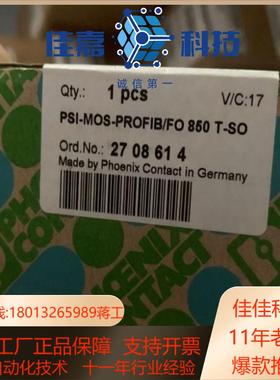 佳嘉 科技
诚信第一
Qty.: 1 pcs V/C:17
PSI-MOS-PROFIB/FO 850 T-SO
Ord.No.: 27 08 61 4
Made by Phoenix Contact in Germany
PHŒNIX
CONTACT
线:18013265989蒋工
工厂正品保障 支持开票
自动化技术 十一年行业经验
佳佳科
11年老
爆款推